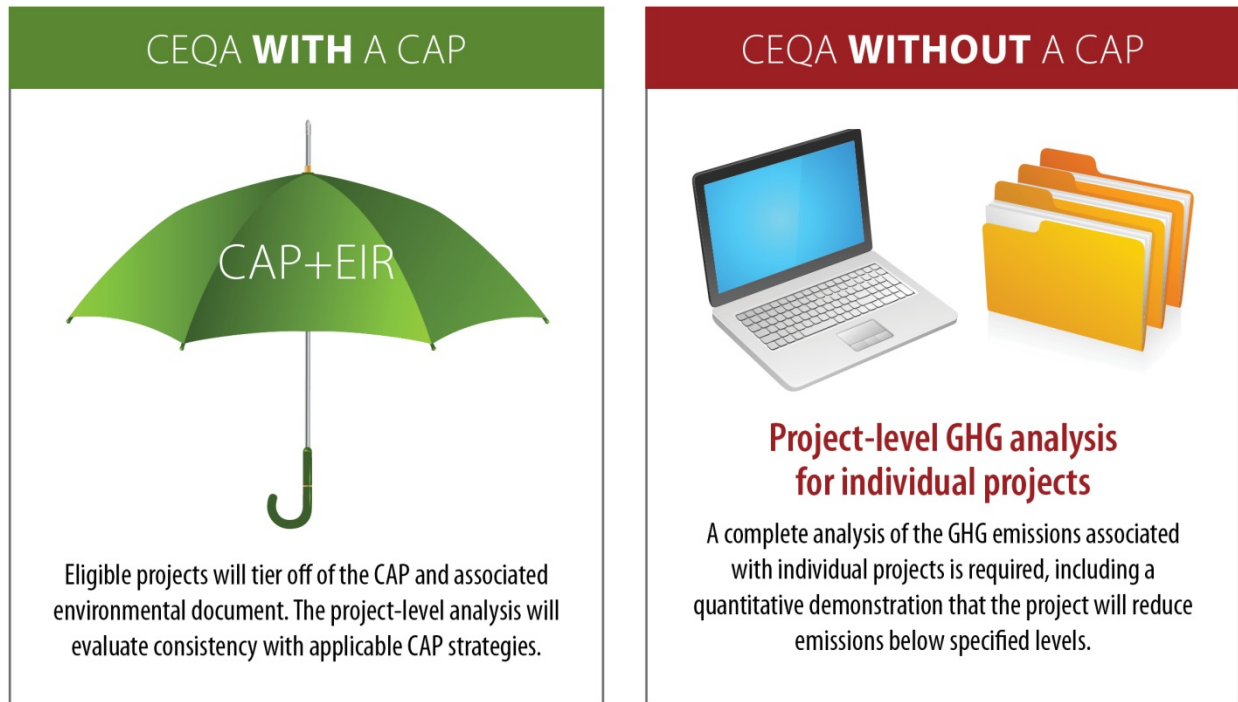 CEQA WITH A CAP
CAP+EIR
Eligible projects will tier off of the CAP and associated
environmental document. The project-level analysis will
evaluate consistency with applicable CAP strategies.
CEQA WITHOUT A CAP
Project-level GHG analysis
for individual projects
A complete analysis of the GHG emissions associated
with individual projects is required, including a
quantitative demonstration that the project will reduce
emissions below specified levels.